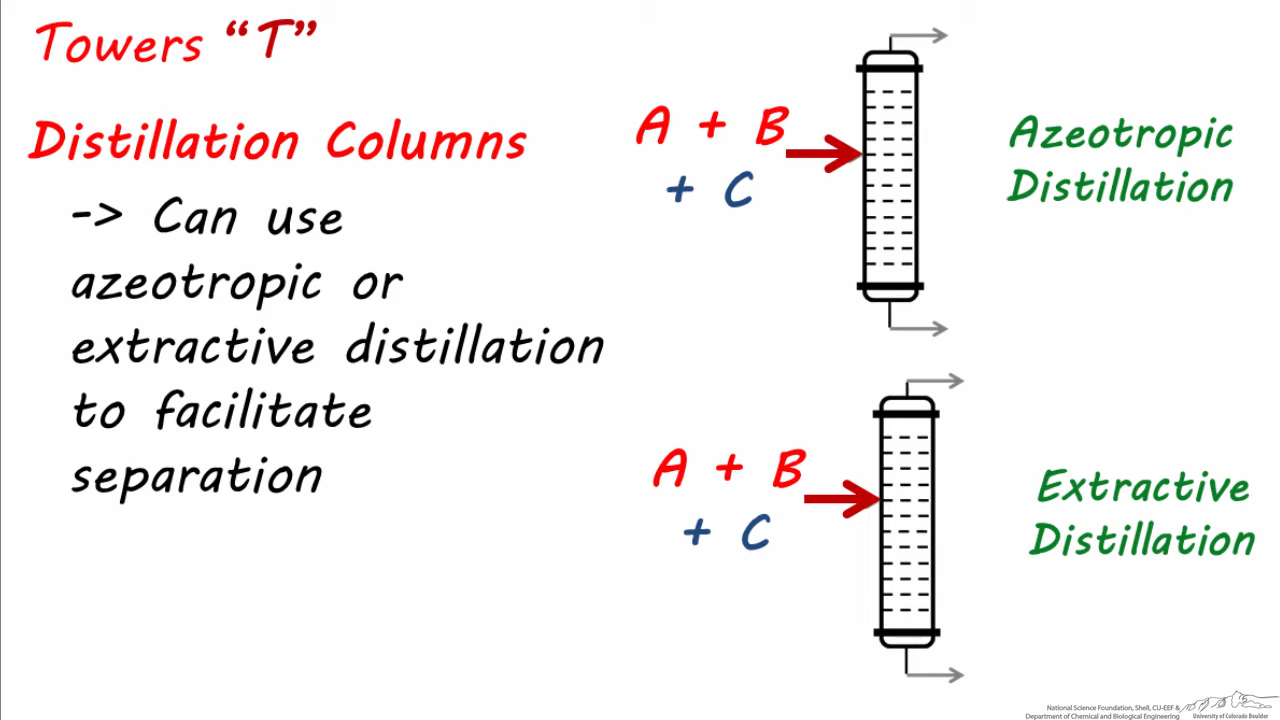 Towers “T”
Distillation Columns
-> Can use
azeotropic or
extractive distillation
to facilitate
separation
A + B
+ C
Azeotropic
Distillation
A + B
+ C
Extractive
Distillation
National Science Foundation, Shell, CU-EEF &
Department of Chemical and Biological Engineering
University of Colorado Boulder